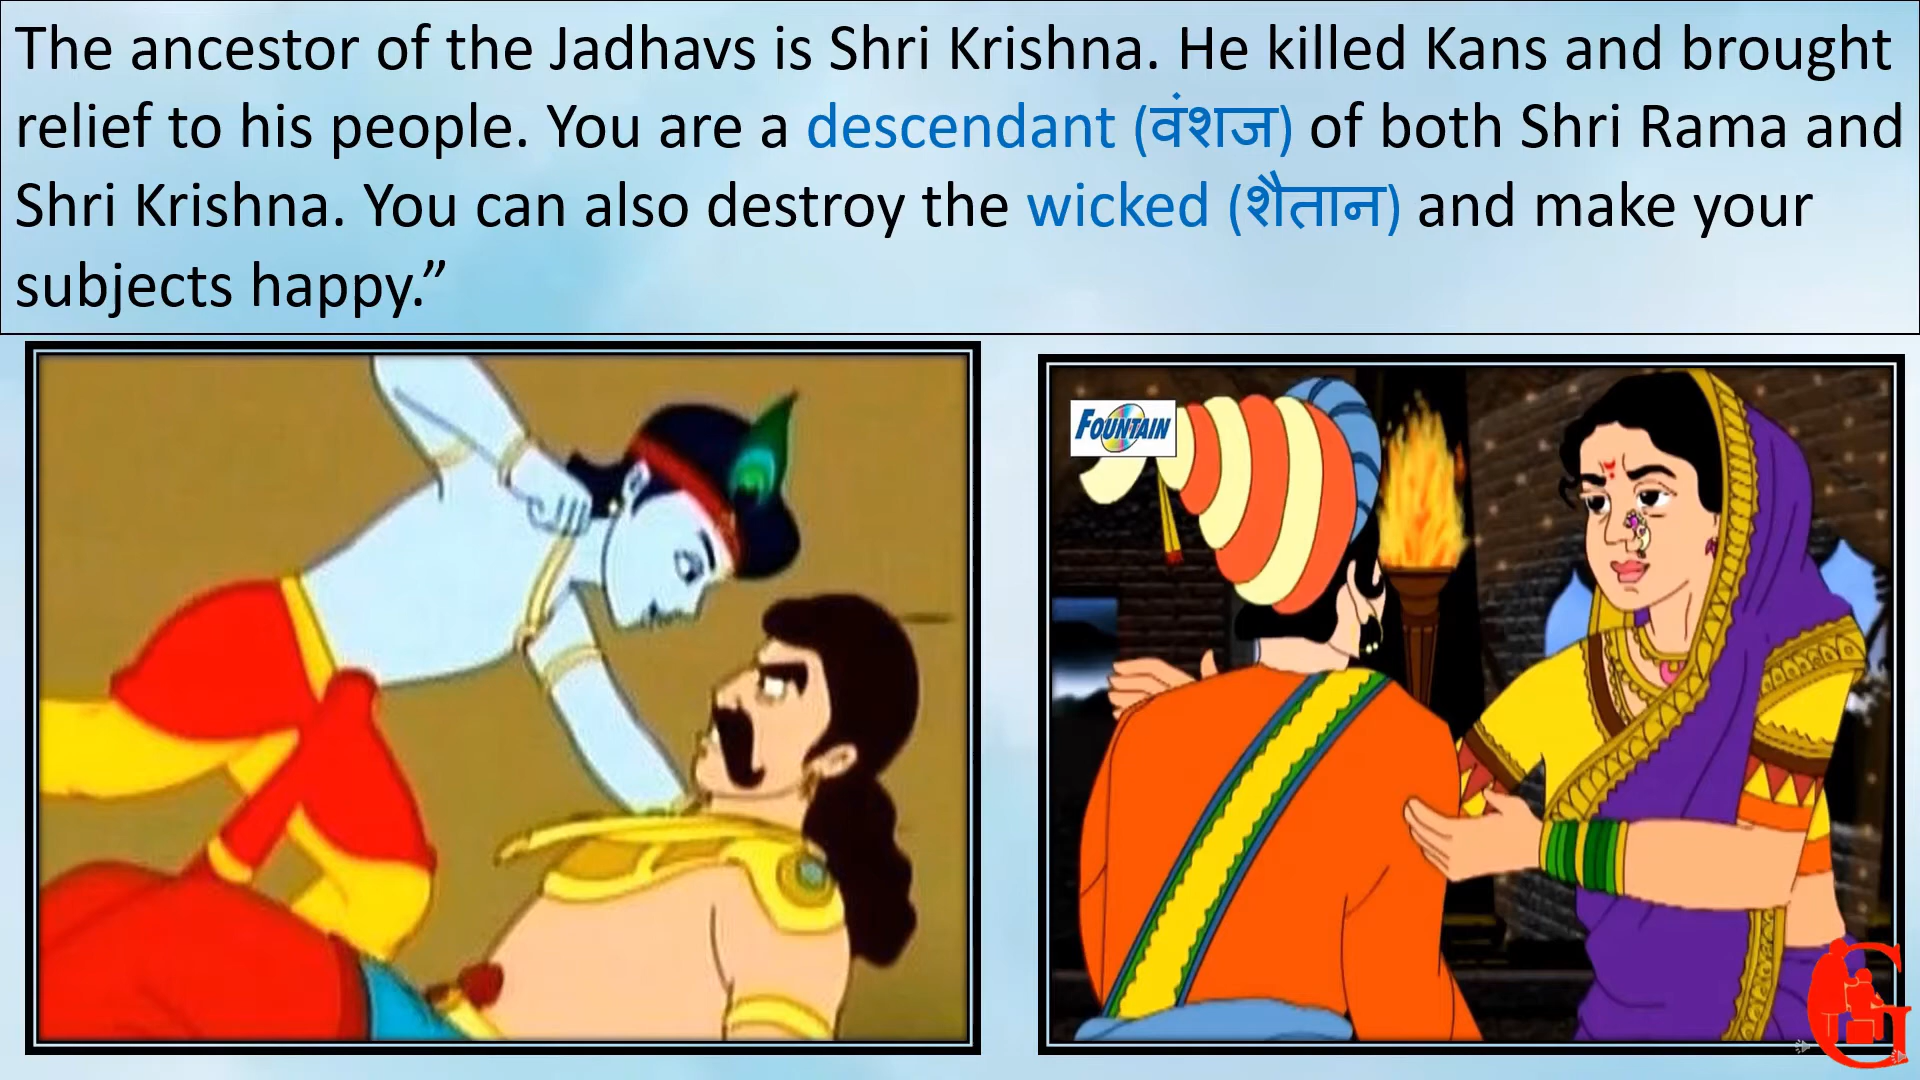 The ancestor of the Jadhavs is Shri Krishna. He killed Kans and brought
relief to his people. You are a descendant (वंशज) of both Shri Rama and
Shri Krishna. You can also destroy the wicked (शैतान) and make your
subjects happy.”
FOUNTAIN
G